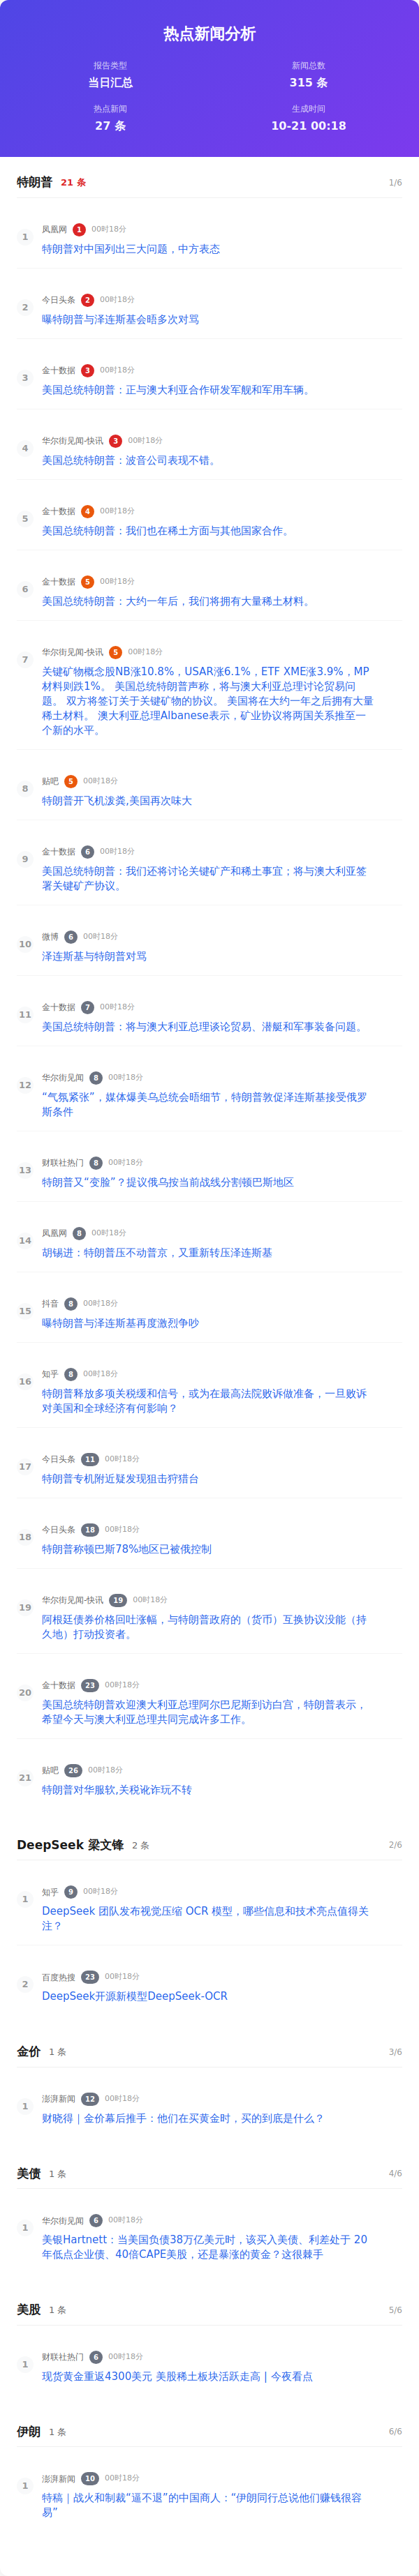 热点新闻分析
报告类型
当日汇总
新闻总数
315 条
热点新闻
27 条
生成时间
10-21 00:18
特朗普 21 条 1/6
1 凤凰网 1 00时18分
特朗普对中国列出三大问题，中方表态
2 今日头条 2 00时18分
曝特朗普与泽连斯基会晤多次对骂
3 金十数据 3 00时18分
美国总统特朗普：正与澳大利亚合作研发军舰和军用车辆。
4 华尔街见闻-快讯 3 00时18分
美国总统特朗普：波音公司表现不错。
5 金十数据 4 00时18分
美国总统特朗普：我们也在稀土方面与其他国家合作。
6 金十数据 5 00时18分
美国总统特朗普：大约一年后，我们将拥有大量稀土材料。
7 华尔街见闻-快讯 5 00时18分
关键矿物概念股NB涨10.8%，USAR涨6.1%，ETF XME涨3.9%，MP
材料则跌1%。 美国总统特朗普声称，将与澳大利亚总理讨论贸易问
题。 双方将签订关于关键矿物的协议。 美国将在大约一年之后拥有大量
稀土材料。 澳大利亚总理Albanese表示，矿业协议将两国关系推至一
个新的水平。
8 贴吧 5 00时18分
特朗普开飞机泼粪,美国再次味大
9 金十数据 6 00时18分
美国总统特朗普：我们还将讨论关键矿产和稀土事宜；将与澳大利亚签
署关键矿产协议。
10 微博 6 00时18分
泽连斯基与特朗普对骂
11 金十数据 7 00时18分
美国总统特朗普：将与澳大利亚总理谈论贸易、潜艇和军事装备问题。
12 华尔街见闻 8 00时18分
“气氛紧张”，媒体爆美乌总统会晤细节，特朗普敦促泽连斯基接受俄罗
斯条件
13 财联社热门 8 00时18分
特朗普又“变脸”？提议俄乌按当前战线分割顿巴斯地区
14 凤凰网 8 00时18分
胡锡进：特朗普压不动普京，又重新转压泽连斯基
15 抖音 8 00时18分
曝特朗普与泽连斯基再度激烈争吵
16 知乎 8 00时18分
特朗普释放多项关税缓和信号，或为在最高法院败诉做准备，一旦败诉
对美国和全球经济有何影响？
17 今日头条 11 00时18分
特朗普专机附近疑发现狙击狩猎台
18 今日头条 18 00时18分
特朗普称顿巴斯78%地区已被俄控制
19 华尔街见闻-快讯 19 00时18分
阿根廷债券价格回吐涨幅，与特朗普政府的（货币）互换协议没能（持
久地）打动投资者。
20 金十数据 23 00时18分
美国总统特朗普欢迎澳大利亚总理阿尔巴尼斯到访白宫，特朗普表示，
希望今天与澳大利亚总理共同完成许多工作。
21 贴吧 26 00时18分
特朗普对华服软,关税讹诈玩不转
DeepSeek 梁文锋 2 条 2/6
1 知乎 9 00时18分
DeepSeek 团队发布视觉压缩 OCR 模型，哪些信息和技术亮点值得关
注？
2 百度热搜 23 00时18分
DeepSeek开源新模型DeepSeek-OCR
金价 1 条 3/6
1 澎湃新闻 12 00时18分
财晓得｜金价幕后推手：他们在买黄金时，买的到底是什么？
美债 1 条 4/6
1 华尔街见闻 6 00时18分
美银Hartnett：当美国负债38万亿美元时，该买入美债、利差处于 20
年低点企业债、40倍CAPE美股，还是暴涨的黄金？这很棘手
美股 1 条 5/6
1 财联社热门 6 00时18分
现货黄金重返4300美元 美股稀土板块活跃走高 | 今夜看点
伊朗 1 条 6/6
1 澎湃新闻 10 00时18分
特稿｜战火和制裁“逼不退”的中国商人：“伊朗同行总说他们赚钱很容
易”